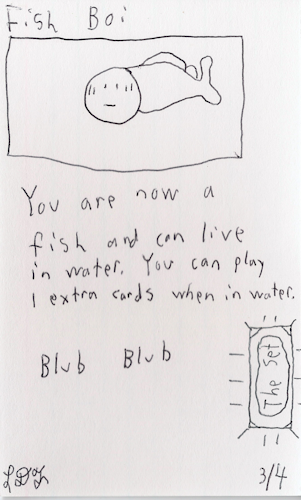 Fish Boi
You are now a
fish and can live
in water. You can play
1 extra cards when in water.
Blub Blub
The Set
3/4